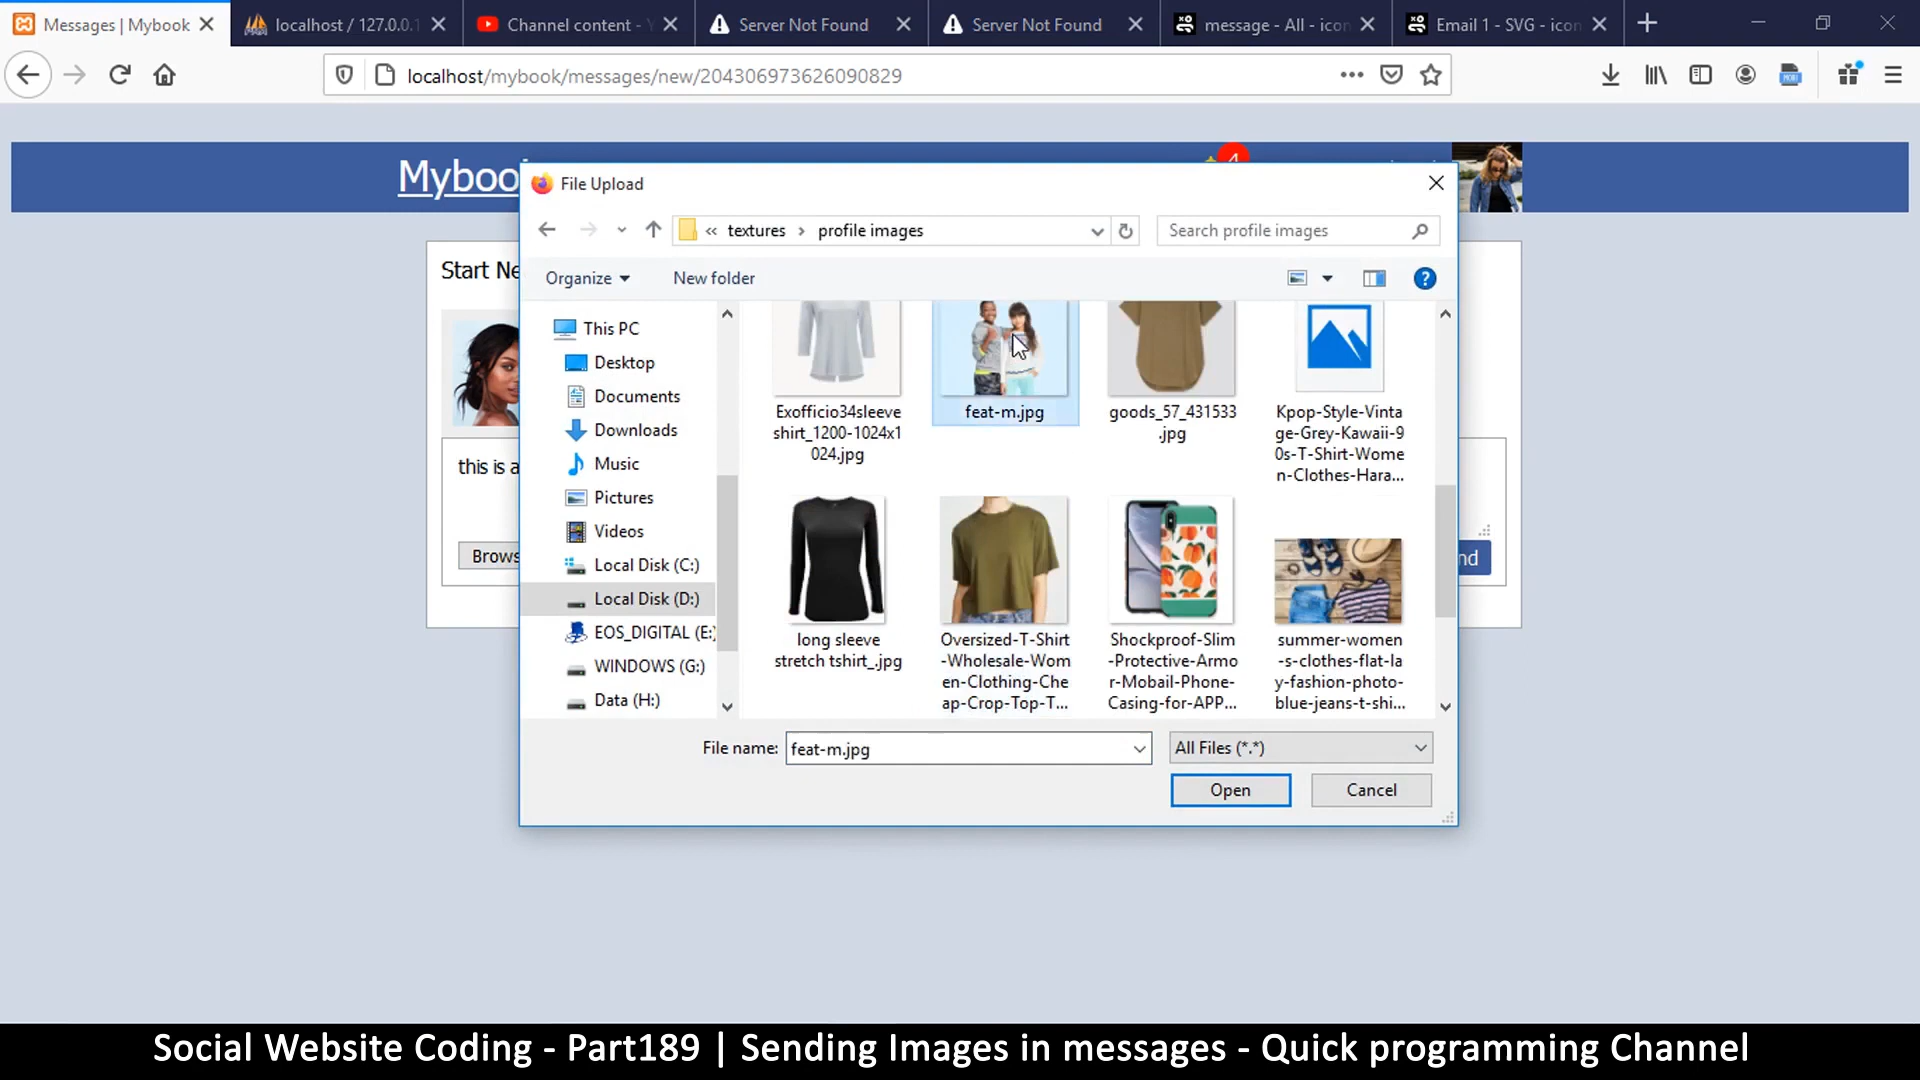 Messages | Mybook
localhost / 127.0.0.1
Channel content - Y
Server Not Found
Server Not Found
message - All - icon
Email 1 - SVG - icon
localhost/mybook/messages/new/204306973626090829
Myboo
4
File Upload
« textures › profile images
Search profile images
Organize
New folder
Start Ne
this is a
Brows
nd
This PC
Desktop
Documents
Downloads
Music
Pictures
Videos
Local Disk (C:)
Local Disk (D:)
EOS_DIGITAL (E:)
WINDOWS (G:)
Data (H:)
Exofficio34sleeve
shirt_1200-1024x1
024.jpg
feat-m.jpg
goods_57_431533
.jpg
Kpop-Style-Vinta
ge-Grey-Kawaii-9
0s-T-Shirt-Wome
n-Clothes-Hara...
long sleeve
stretch tshirt_.jpg
Oversized-T-Shirt
-Wholesale-Wom
en-Clothing-Che
ap-Crop-Top-T...
Shockproof-Slim
-Protective-Armo
r-Mobail-Phone-
Casing-for-APP...
summer-women
-s-clothes-flat-la
y-fashion-photo-
blue-jeans-t-shi...
File name: feat-m.jpg
All Files (*.*)
Open
Cancel
Social Website Coding - Part189 | Sending Images in messages - Quick programming Channel